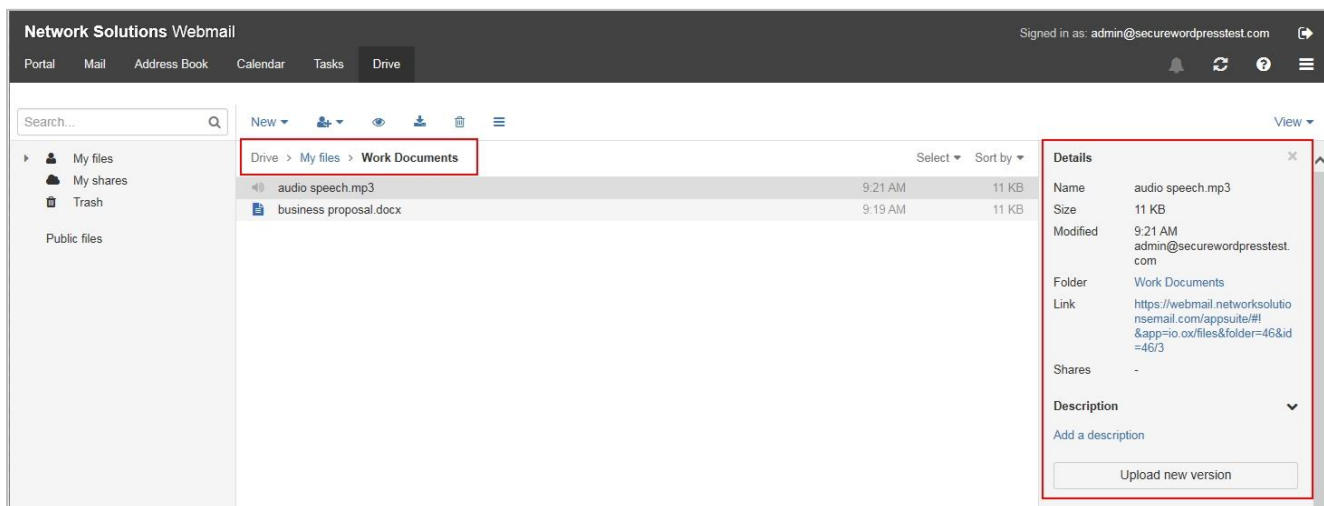 Network Solutions Webmail
Signed in as: admin@securewordpresstest.com
Portal Mail Address Book Calendar Tasks Drive
Search...
New
View
My files
My shares
Trash
Public files
Drive > My files > Work Documents
Select Sort by
audio speech.mp3 9:21 AM 11 KB
business proposal.docx 9:19 AM 11 KB
Details
Name audio speech.mp3
Size 11 KB
Modified 9:21 AM
admin@securewordpresstest.
com
Folder Work Documents
Link https://webmail.networksolutio
nsemail.com/appsuite/#!
&app=io.ox/files&folder=46&id
=46/3
Shares -
Description
Add a description
Upload new version